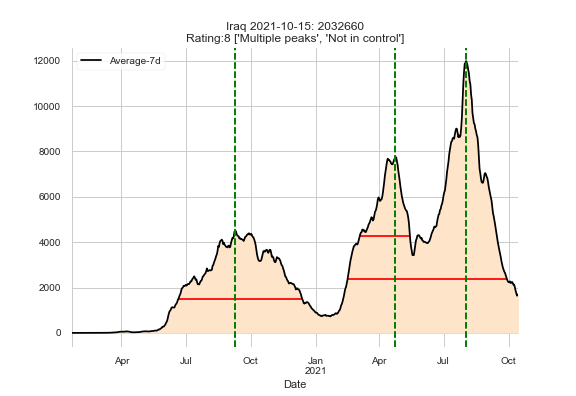 Iraq 2021-10-15: 2032660
Rating:8 ['Multiple peaks', 'Not in control']
Average-7d
12000
10000
8000
6000
4000
2000
0
Apr Jul Oct Jan Apr Jul Oct
2021
Date